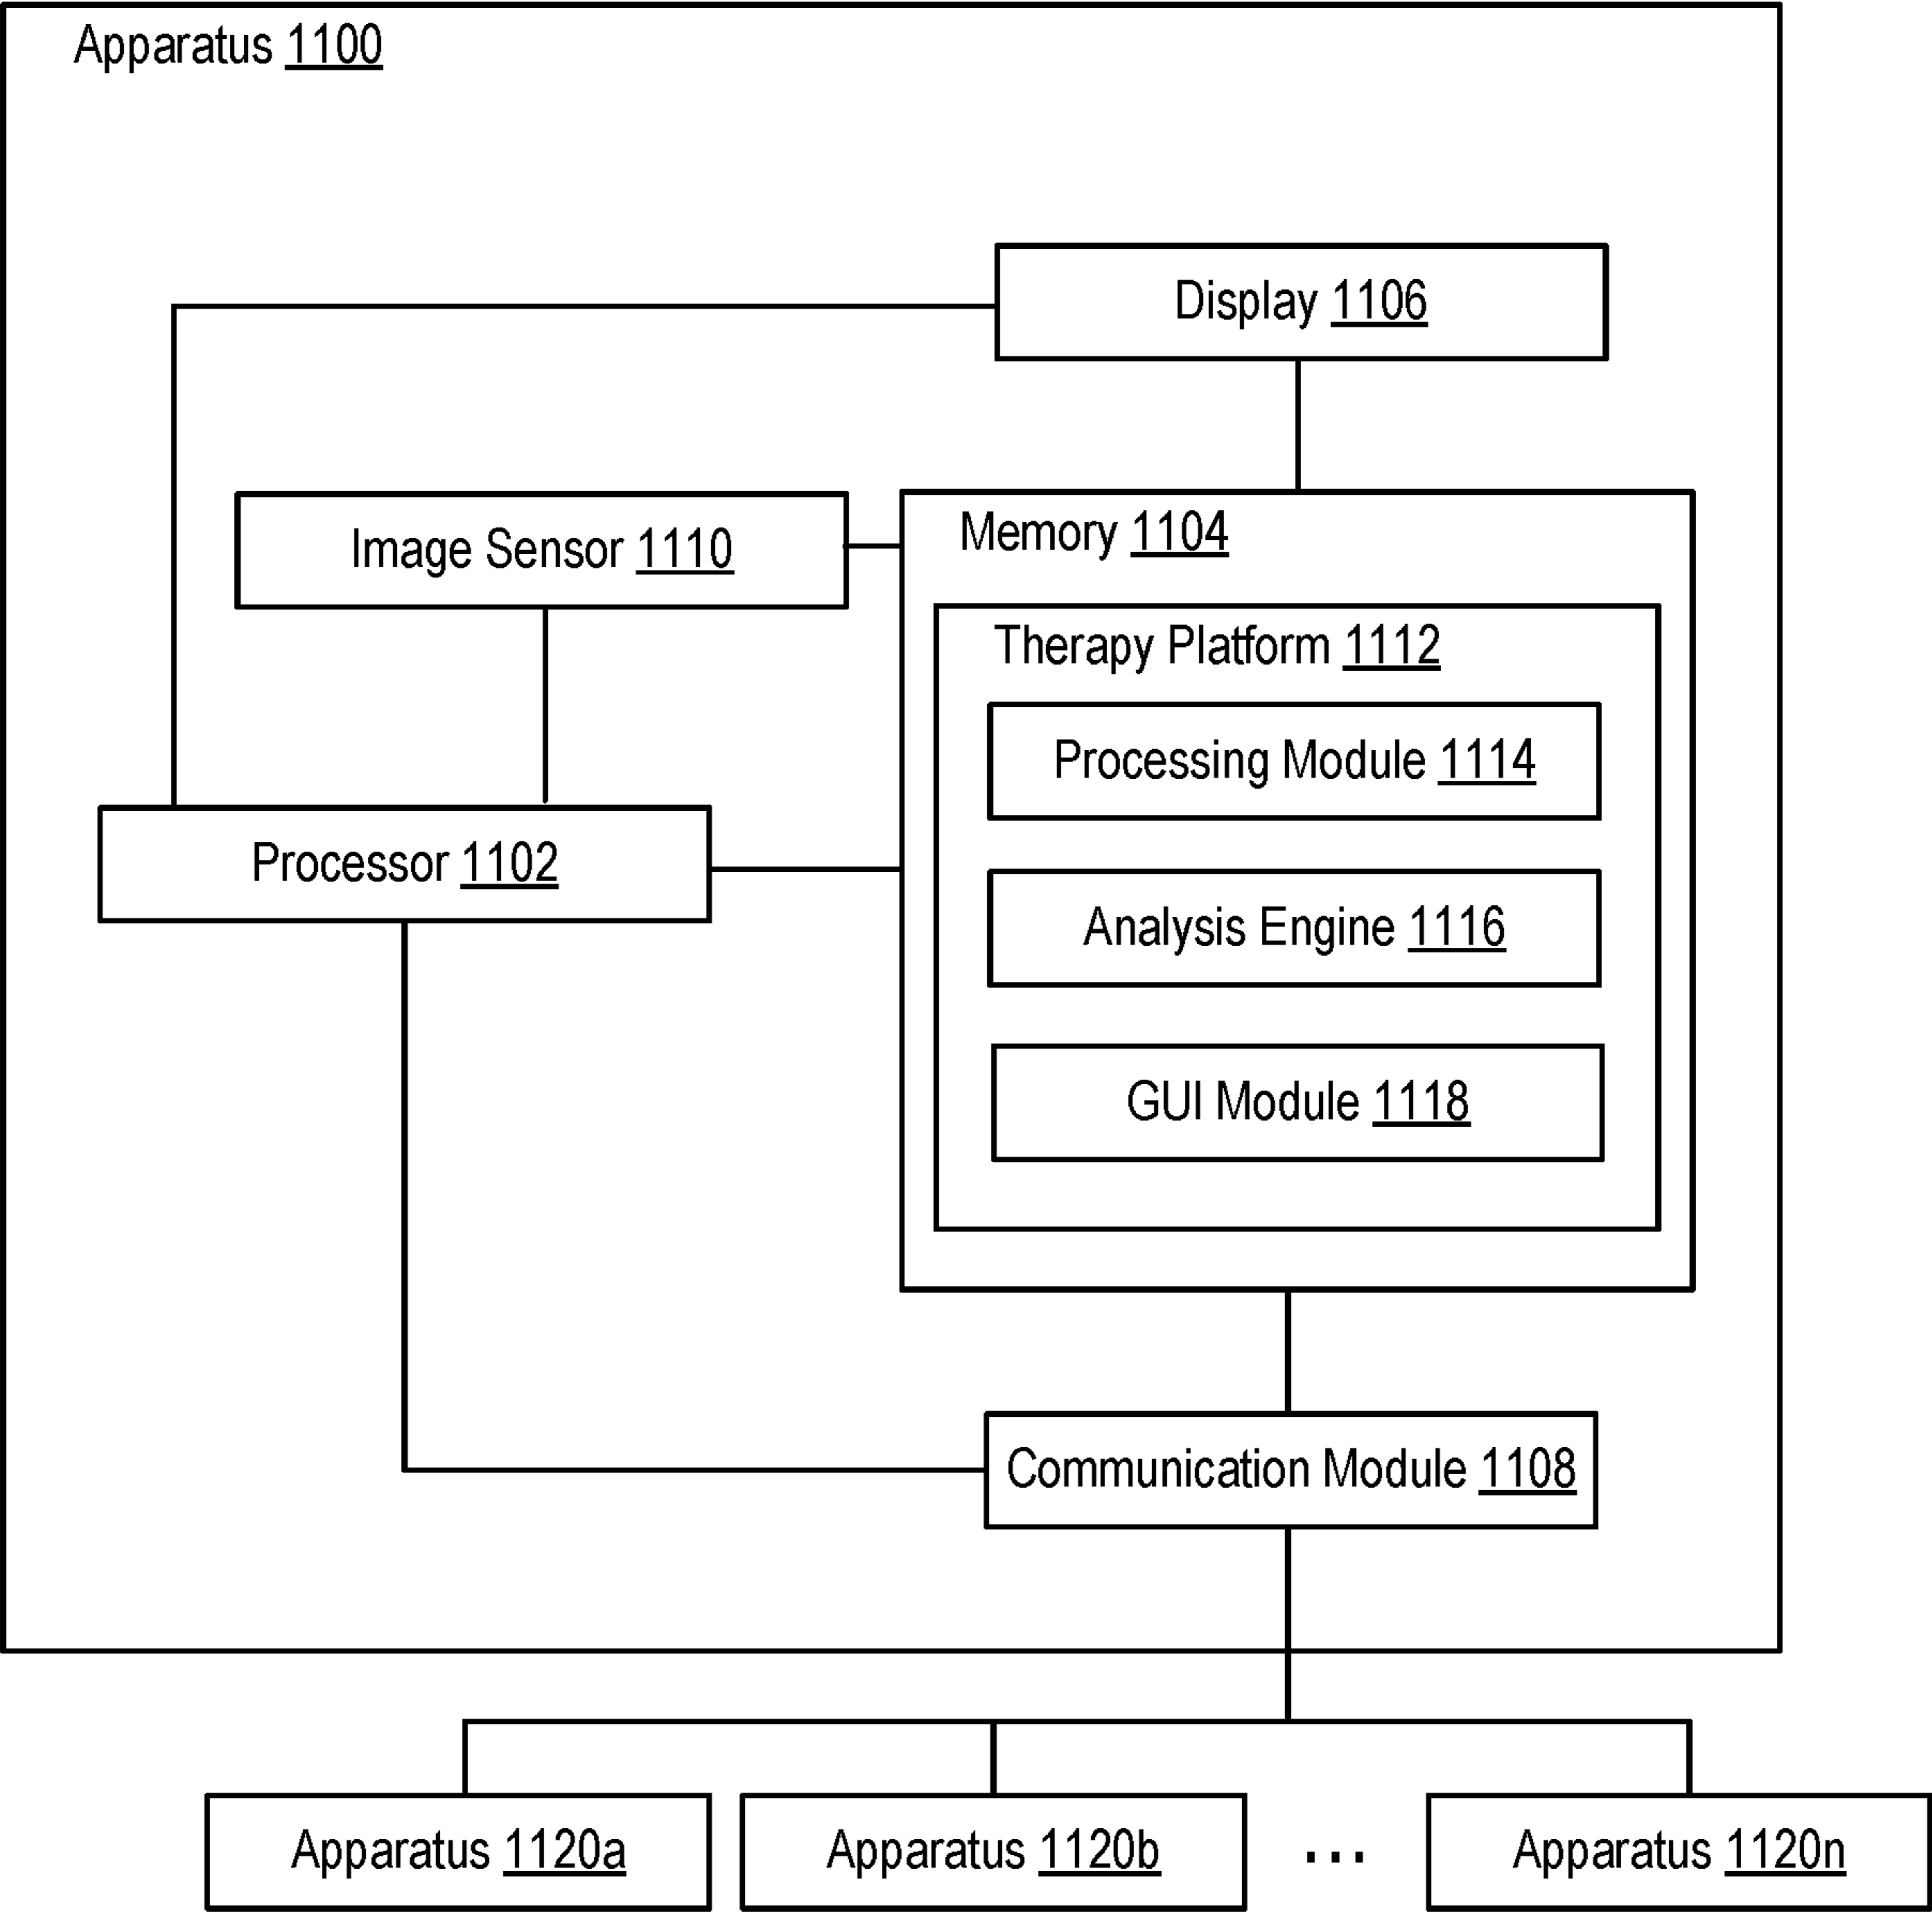 Apparatus 1100
Display 1106
Image Sensor 1110
Memory 1104
Therapy Platform 1112
Processing Module 1114
Processor 1102
Analysis Engine 1116
GUI Module 1118
Communication Module 1108
Apparatus 1120a
Apparatus 1120b
...
Apparatus 1120n